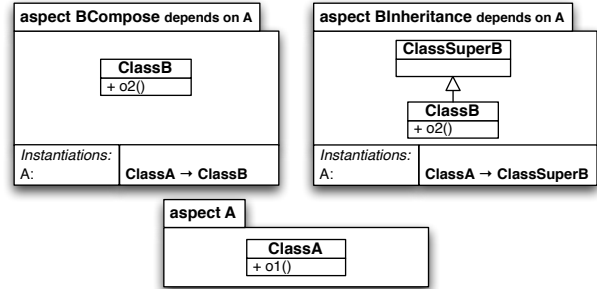 aspect BCompose depends on A
ClassB
+ o2()
Instantiations:
A:
ClassA → ClassB
aspect BInheritance depends on A
ClassSuperB
ClassB
+ o2()
Instantiations:
A:
ClassA → ClassSuperB
aspect A
ClassA
+ o1()